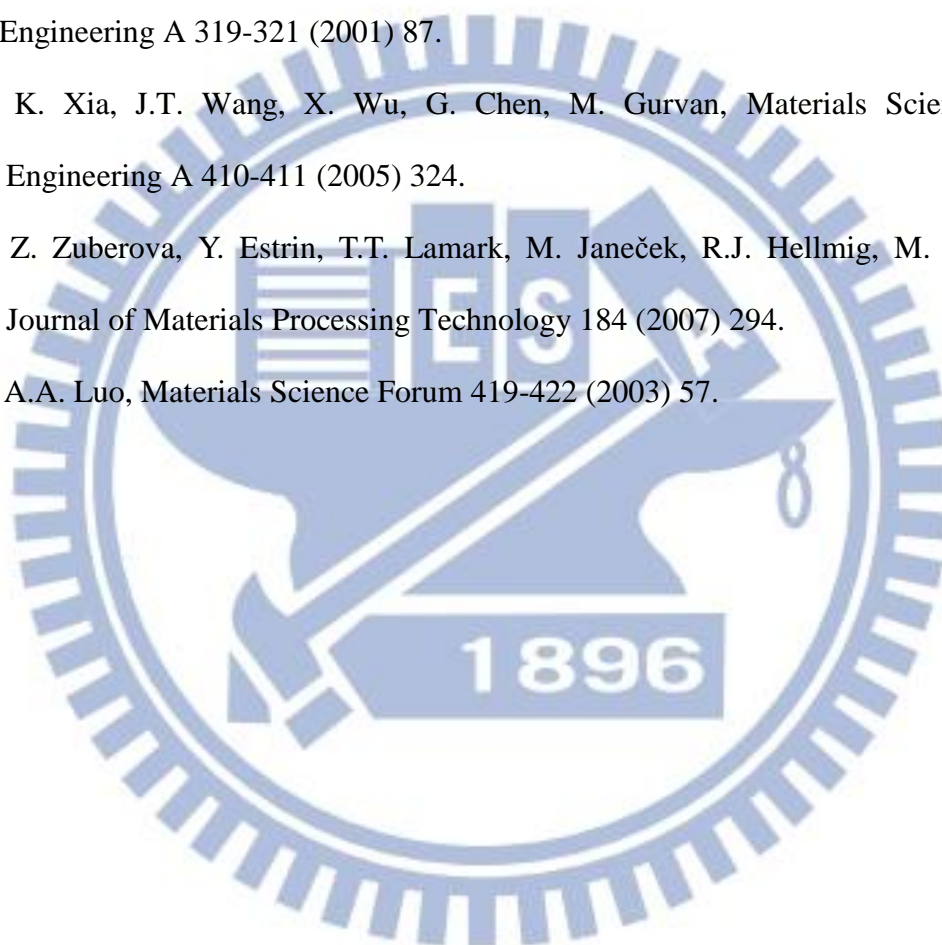 Engineering A 319-321 (2001) 87.
K. Xia, J.T. Wang, X. Wu, G. Chen, M. Gurvan, Materials Scien
Engineering A 410-411 (2005) 324.
Z. Zuberova, Y. Estrin, T.T. Lamark, M. Janeček, R.J. Hellmig, M.
Journal of Materials Processing Technology 184 (2007) 294.
A.A. Luo, Materials Science Forum 419-422 (2003) 57.
E S A
8
1896